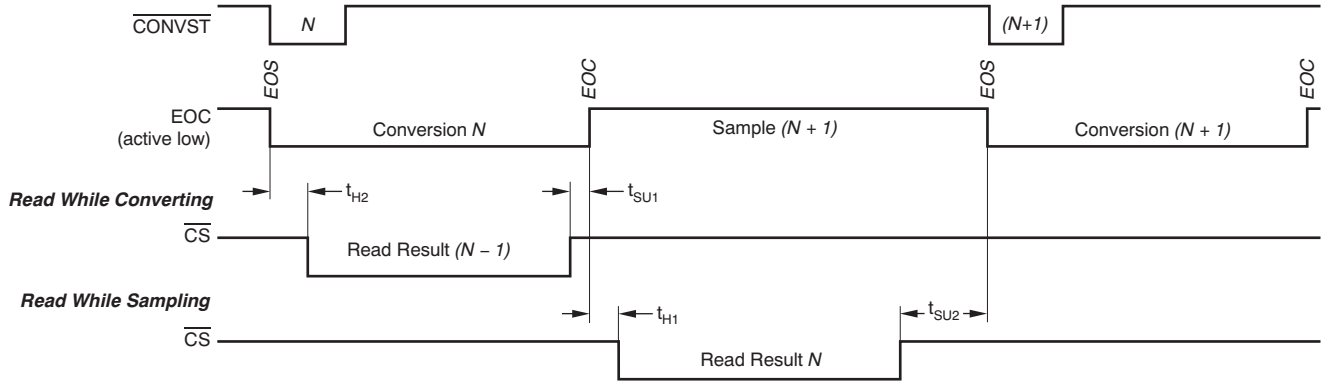 CONVST
N
(N+1)
EOS
EOC
EOS
EOC
EOC
(active low)
Conversion N
Sample (N + 1)
Conversion (N + 1)
Read While Converting
tH2
tSU1
CS
Read Result (N − 1)
Read While Sampling
tH1
tSU2
CS
Read Result N